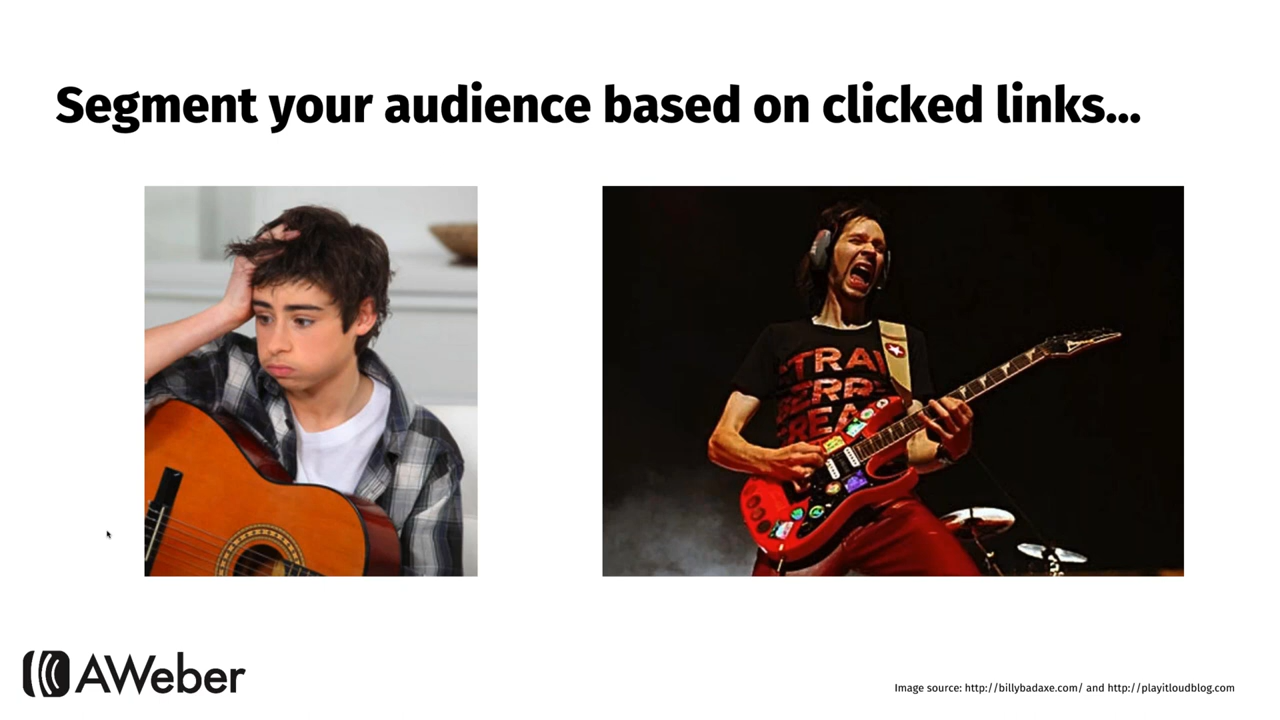 Segment your audience based on clicked links...
AWeber
Image source: http://billybadaxe.com/ and http://playitloudblog.com